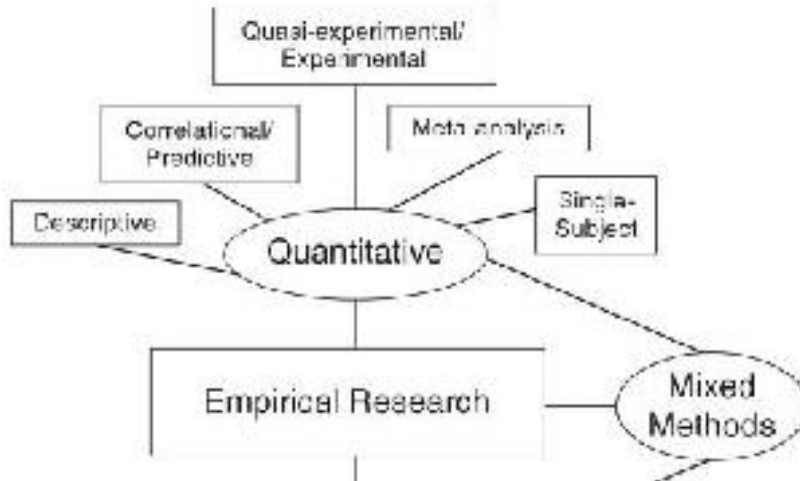 Quasi-experimental/
Experimental
Correlational/
Predictive
Meta-analysis
Descriptive
Single-
Subject
Quantitative
Empirical Research
Mixed
Methods